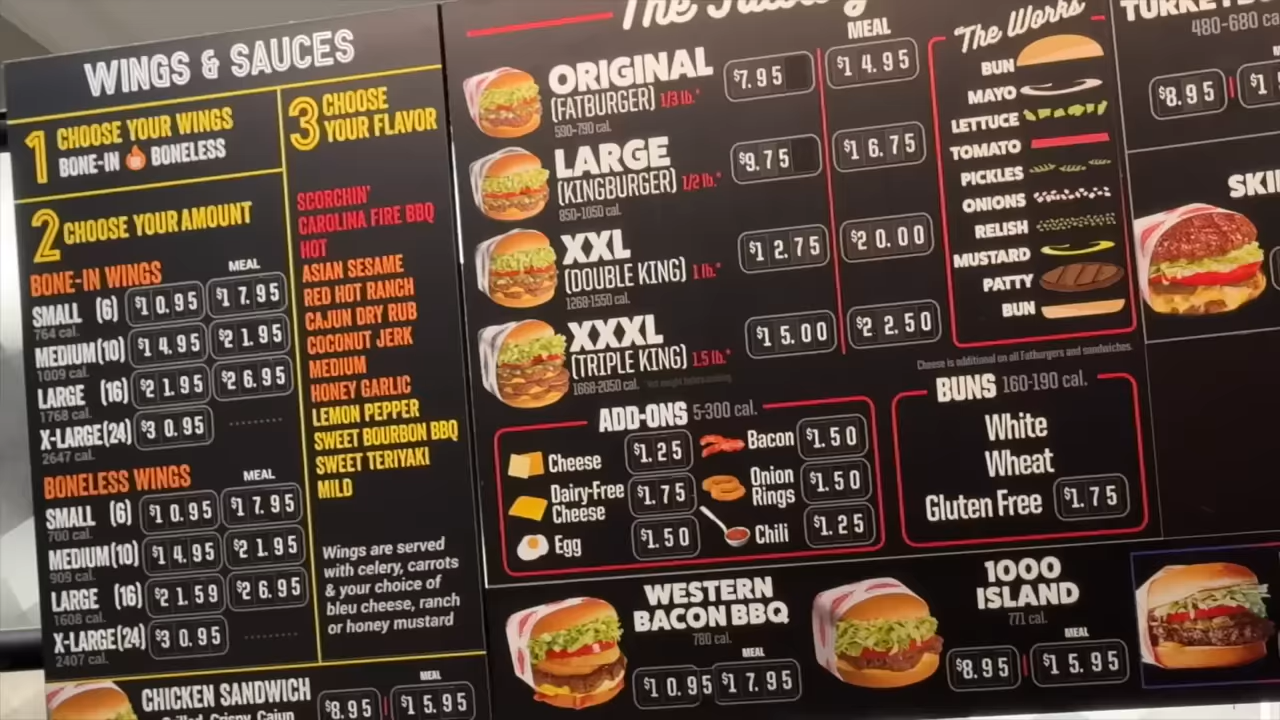 WINGS & SAUCES
1 CHOOSE YOUR WINGS
BONE-IN BONELESS
2 CHOOSE YOUR AMOUNT
BONE-IN WINGS MEAL
SMALL (6) $10.95 $17.95
764 cal.
MEDIUM (10) $14.95 $21.95
1009 cal.
LARGE (16) $21.95 $26.95
1768 cal.
X-LARGE (24) $30.95
2647 cal.
BONELESS WINGS MEAL
SMALL (6) $10.95 $17.95
700 cal.
MEDIUM (10) $14.95 $21.95
909 cal.
LARGE (16) $21.59 $26.95
1608 cal.
X-LARGE (24) $30.95
2407 cal.
3 CHOOSE
YOUR FLAVOR
SCORCHIN'
CAROLINA FIRE BBQ
HOT
ASIAN SESAME
RED HOT RANCH
CAJUN DRY RUB
COCONUT JERK
MEDIUM
HONEY GARLIC
LEMON PEPPER
SWEET BOURBON BBQ
SWEET TERIYAKI
MILD
Wings are served
with celery, carrots
& your choice of
bleu cheese, ranch
or honey mustard
CHICKEN SANDWICH
Crispy, Cajun
MEAL
$8.95 $15.95
The
MEAL
ORIGINAL $7.95 $14.95
(FATBURGER) 1/3 lb.*
590-790 cal.
LARGE $9.75 $16.75
(KINGBURGER) 1/2 lb.*
850-1050 cal.
XXL $12.75 $20.00
(DOUBLE KING) 1 lb.*
1268-1550 cal.
XXXL $15.00 $22.50
(TRIPLE KING) 1.5 lb.*
1668-2050 cal. *Net weight before cooking
"The Works"
BUN
MAYO
LETTUCE
TOMATO
PICKLES
ONIONS
RELISH
MUSTARD
PATTY
BUN
Cheese is additional on all Fatburgers and sandwiches.
ADD-ONS 5-300 cal.
Cheese $1.25
Dairy-Free
Cheese $1.75
Egg $1.50
Bacon $1.50
Onion
Rings $1.50
Chili $1.25
BUNS 160-190 cal.
White
Wheat
Gluten Free $1.75
WESTERN
BACON BBQ
780 cal.
MEAL
$10.95 $17.95
1000
ISLAND
771 cal.
MEAL
$8.95 $15.95
480-680
$8.95